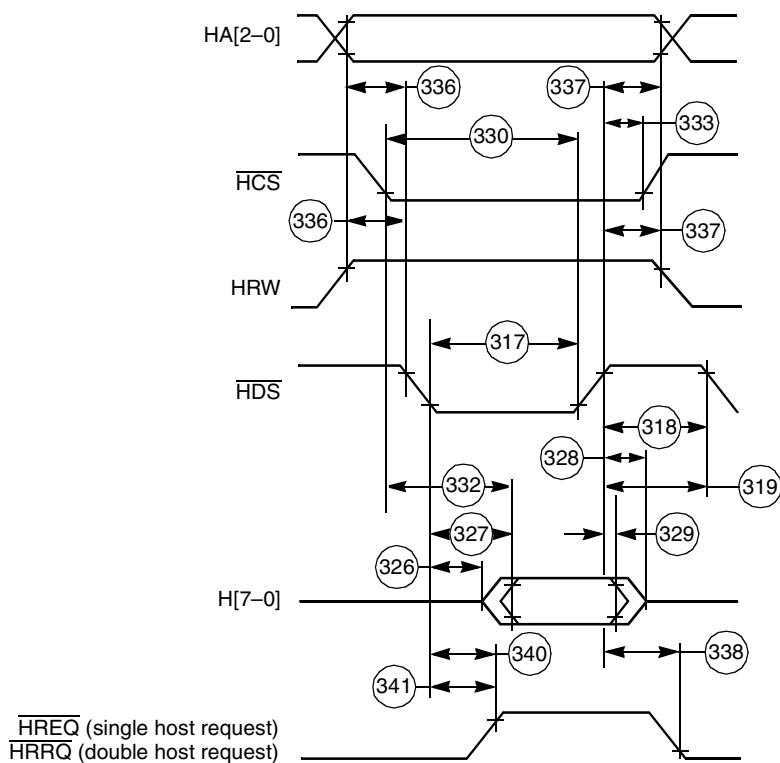 HA[2–0]
336
337
333
330
HCS
336
337
HRW
317
HDS
318
328
332
319
327
329
326
H[7–0]
340
338
341
HREQ (single host request)
HRRQ (double host request)